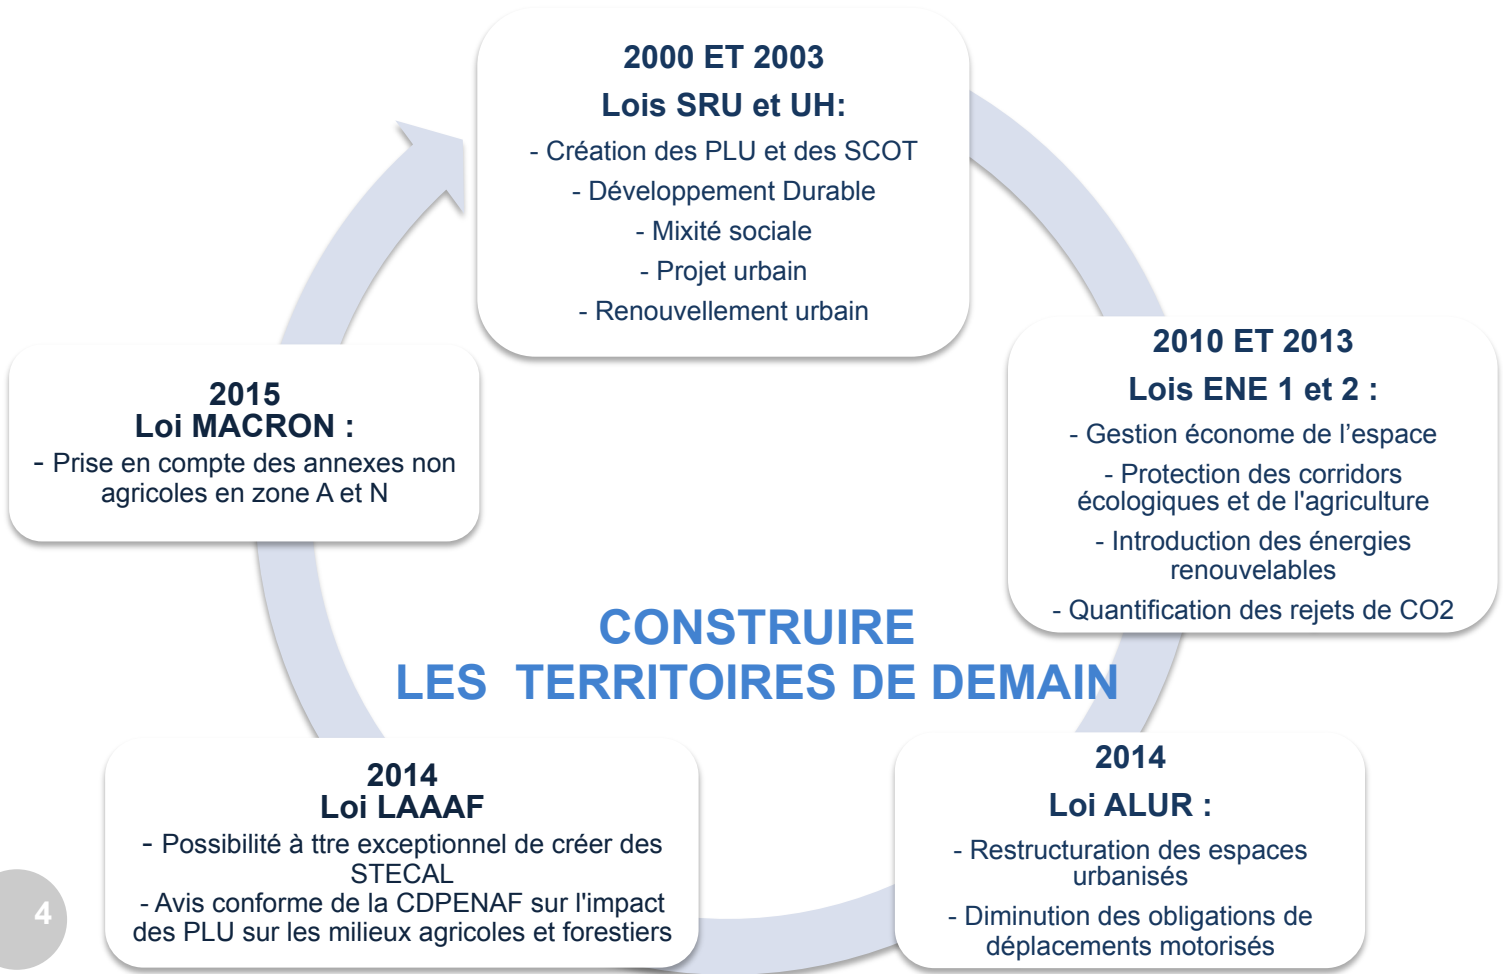 2000 ET 2003
Lois SRU et UH:
- Création des PLU et des SCOT
- Développement Durable
- Mixité sociale
- Projet urbain
- Renouvellement urbain
2010 ET 2013
Lois ENE 1 et 2 :
- Gestion économe de l’espace
- Protection des corridors
écologiques et de l'agriculture
- Introduction des énergies
renouvelables
- Quantification des rejets de CO2
2014
Loi ALUR :
- Restructuration des espaces
urbanisés
- Diminution des obligations de
déplacements motorisés
2014
Loi LAAAF
- Possibilité à ttre exceptionnel de créer des
STECAL
- Avis conforme de la CDPENAF sur l'impact
des PLU sur les milieux agricoles et forestiers
2015
Loi MACRON :
- Prise en compte des annexes non
agricoles en zone A et N
CONSTRUIRE
LES TERRITOIRES DE DEMAIN
4